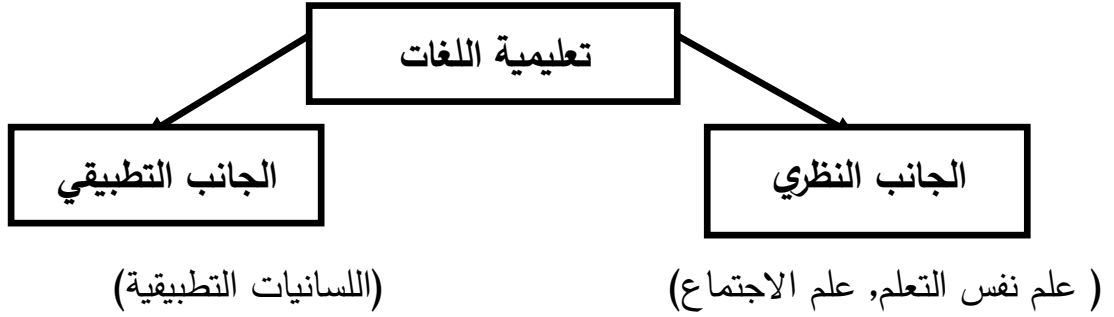 تعليمية اللغات
الجانب النظري
الجانب التطبيقي
( علم نفس التعلم, علم الاجتماع)
(اللسانيات التطبيقية)